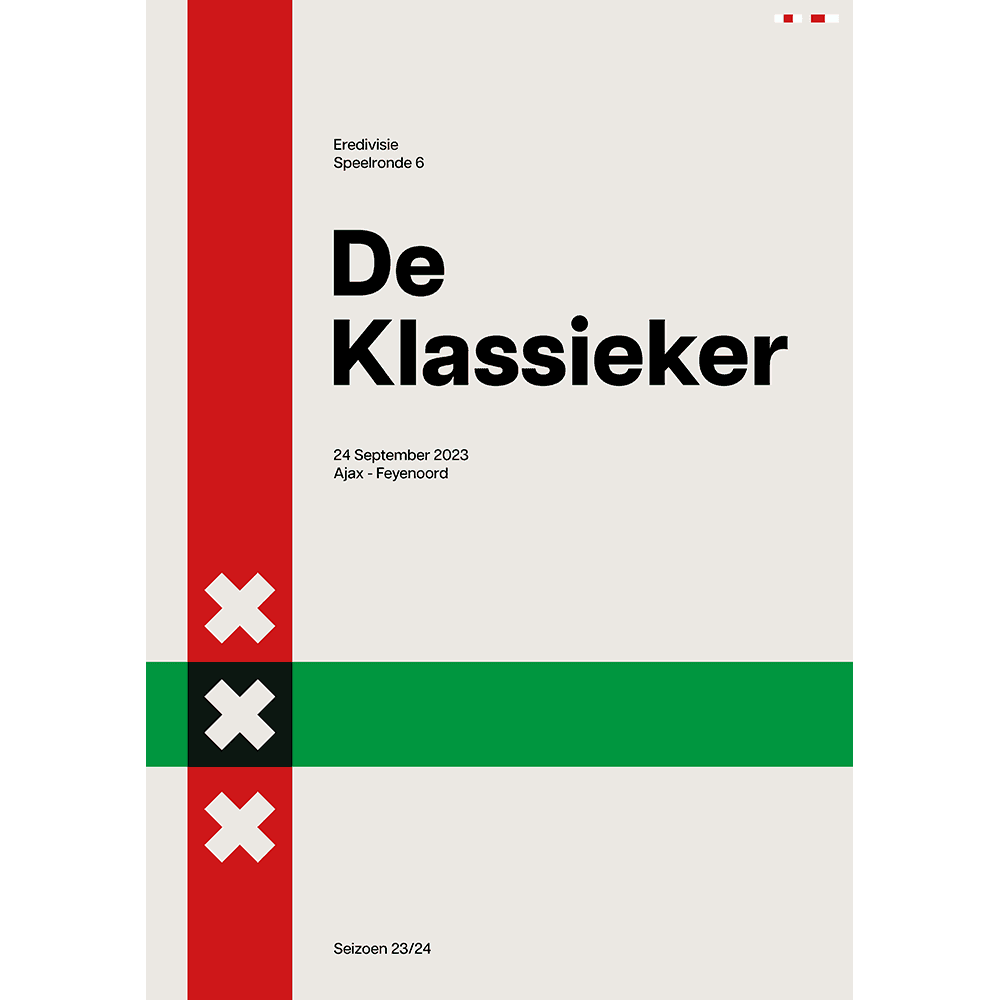 Eredivisie
Speelronde 6
De
Klassieker
24 September 2023
Ajax - Feyenoord
Seizoen 23/24